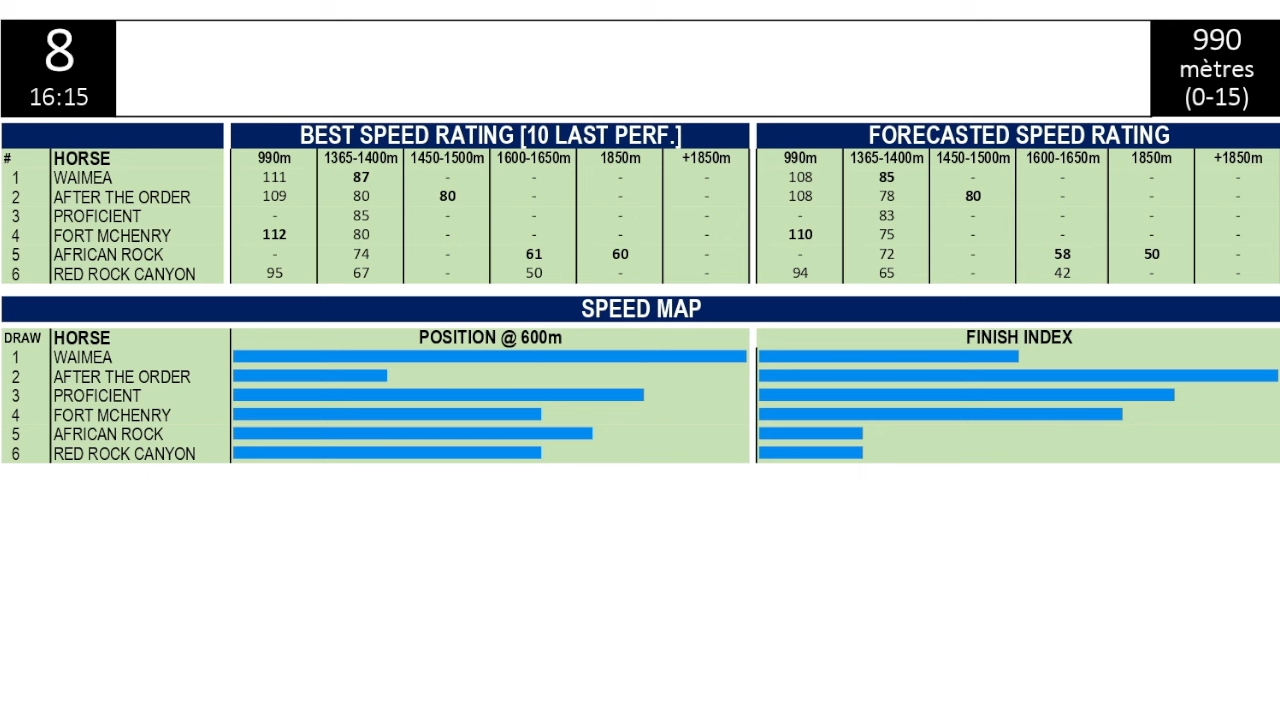 8
16:15
990
mètres
(0-15)
BEST SPEED RATING [10 LAST PERF.] FORECASTED SPEED RATING
# HORSE 990m 1365-1400m 1450-1500m 1600-1650m 1850m +1850m 990m 1365-1400m 1450-1500m 1600-1650m 1850m +1850m
1 WAIMEA 111 87 - - - - 108 85 - - - -
2 AFTER THE ORDER 109 80 80 - - - 108 78 80 - - -
3 PROFICIENT - 85 - - - - - 83 - - - -
4 FORT MCHENRY 112 80 - - - - 110 75 - - - -
5 AFRICAN ROCK - 74 - 61 60 - - 72 - 58 50 -
6 RED ROCK CANYON 95 67 - 50 - - 94 65 - 42 - -
SPEED MAP
DRAW HORSE POSITION @ 600m FINISH INDEX
1 WAIMEA
2 AFTER THE ORDER
3 PROFICIENT
4 FORT MCHENRY
5 AFRICAN ROCK
6 RED ROCK CANYON